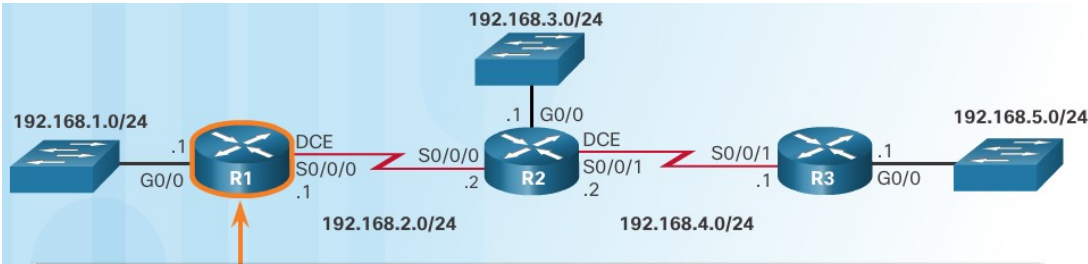 192.168.3.0/24
.1 G0/0
192.168.1.0/24
.1
G0/0
R1
DCE
S0/0/0
.1
192.168.2.0/24
S0/0/0
.2
R2
DCE
S0/0/1
.2
192.168.4.0/24
S0/0/1
.1
R3
.1
G0/0
192.168.5.0/24